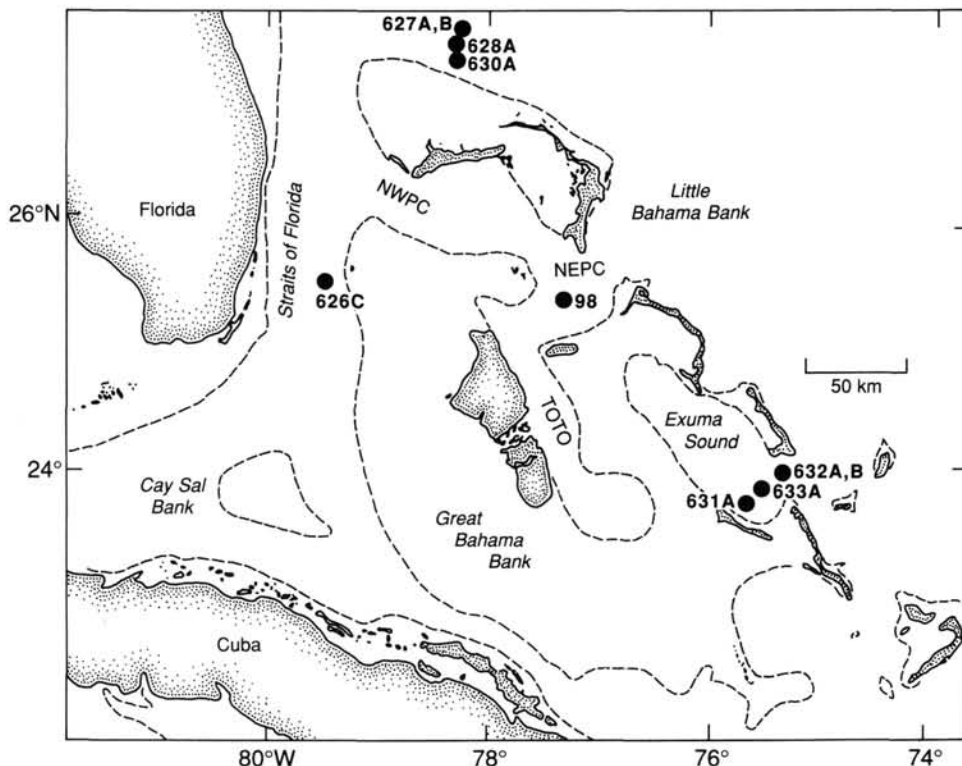 627A,B
628A
630A
Florida
26°N
Straits of Florida
NWPC
Little
Bahama Bank
NEPC
626C
98
50 km
TOTO
Exuma
Sound
24°
Cay Sal
Bank
632A,B
633A
631A
Great
Bahama
Bank
Cuba
80°W
78°
76°
74°